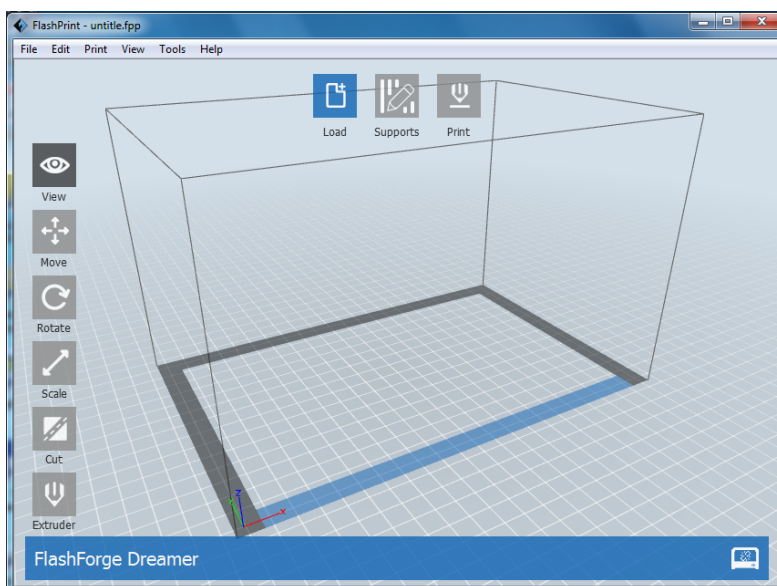 FlashPrint - untitle.fpp
File Edit Print View Tools Help
Load Supports Print
View
Move
Rotate
Scale
Cut
Extruder
z
x
FlashForge Dreamer